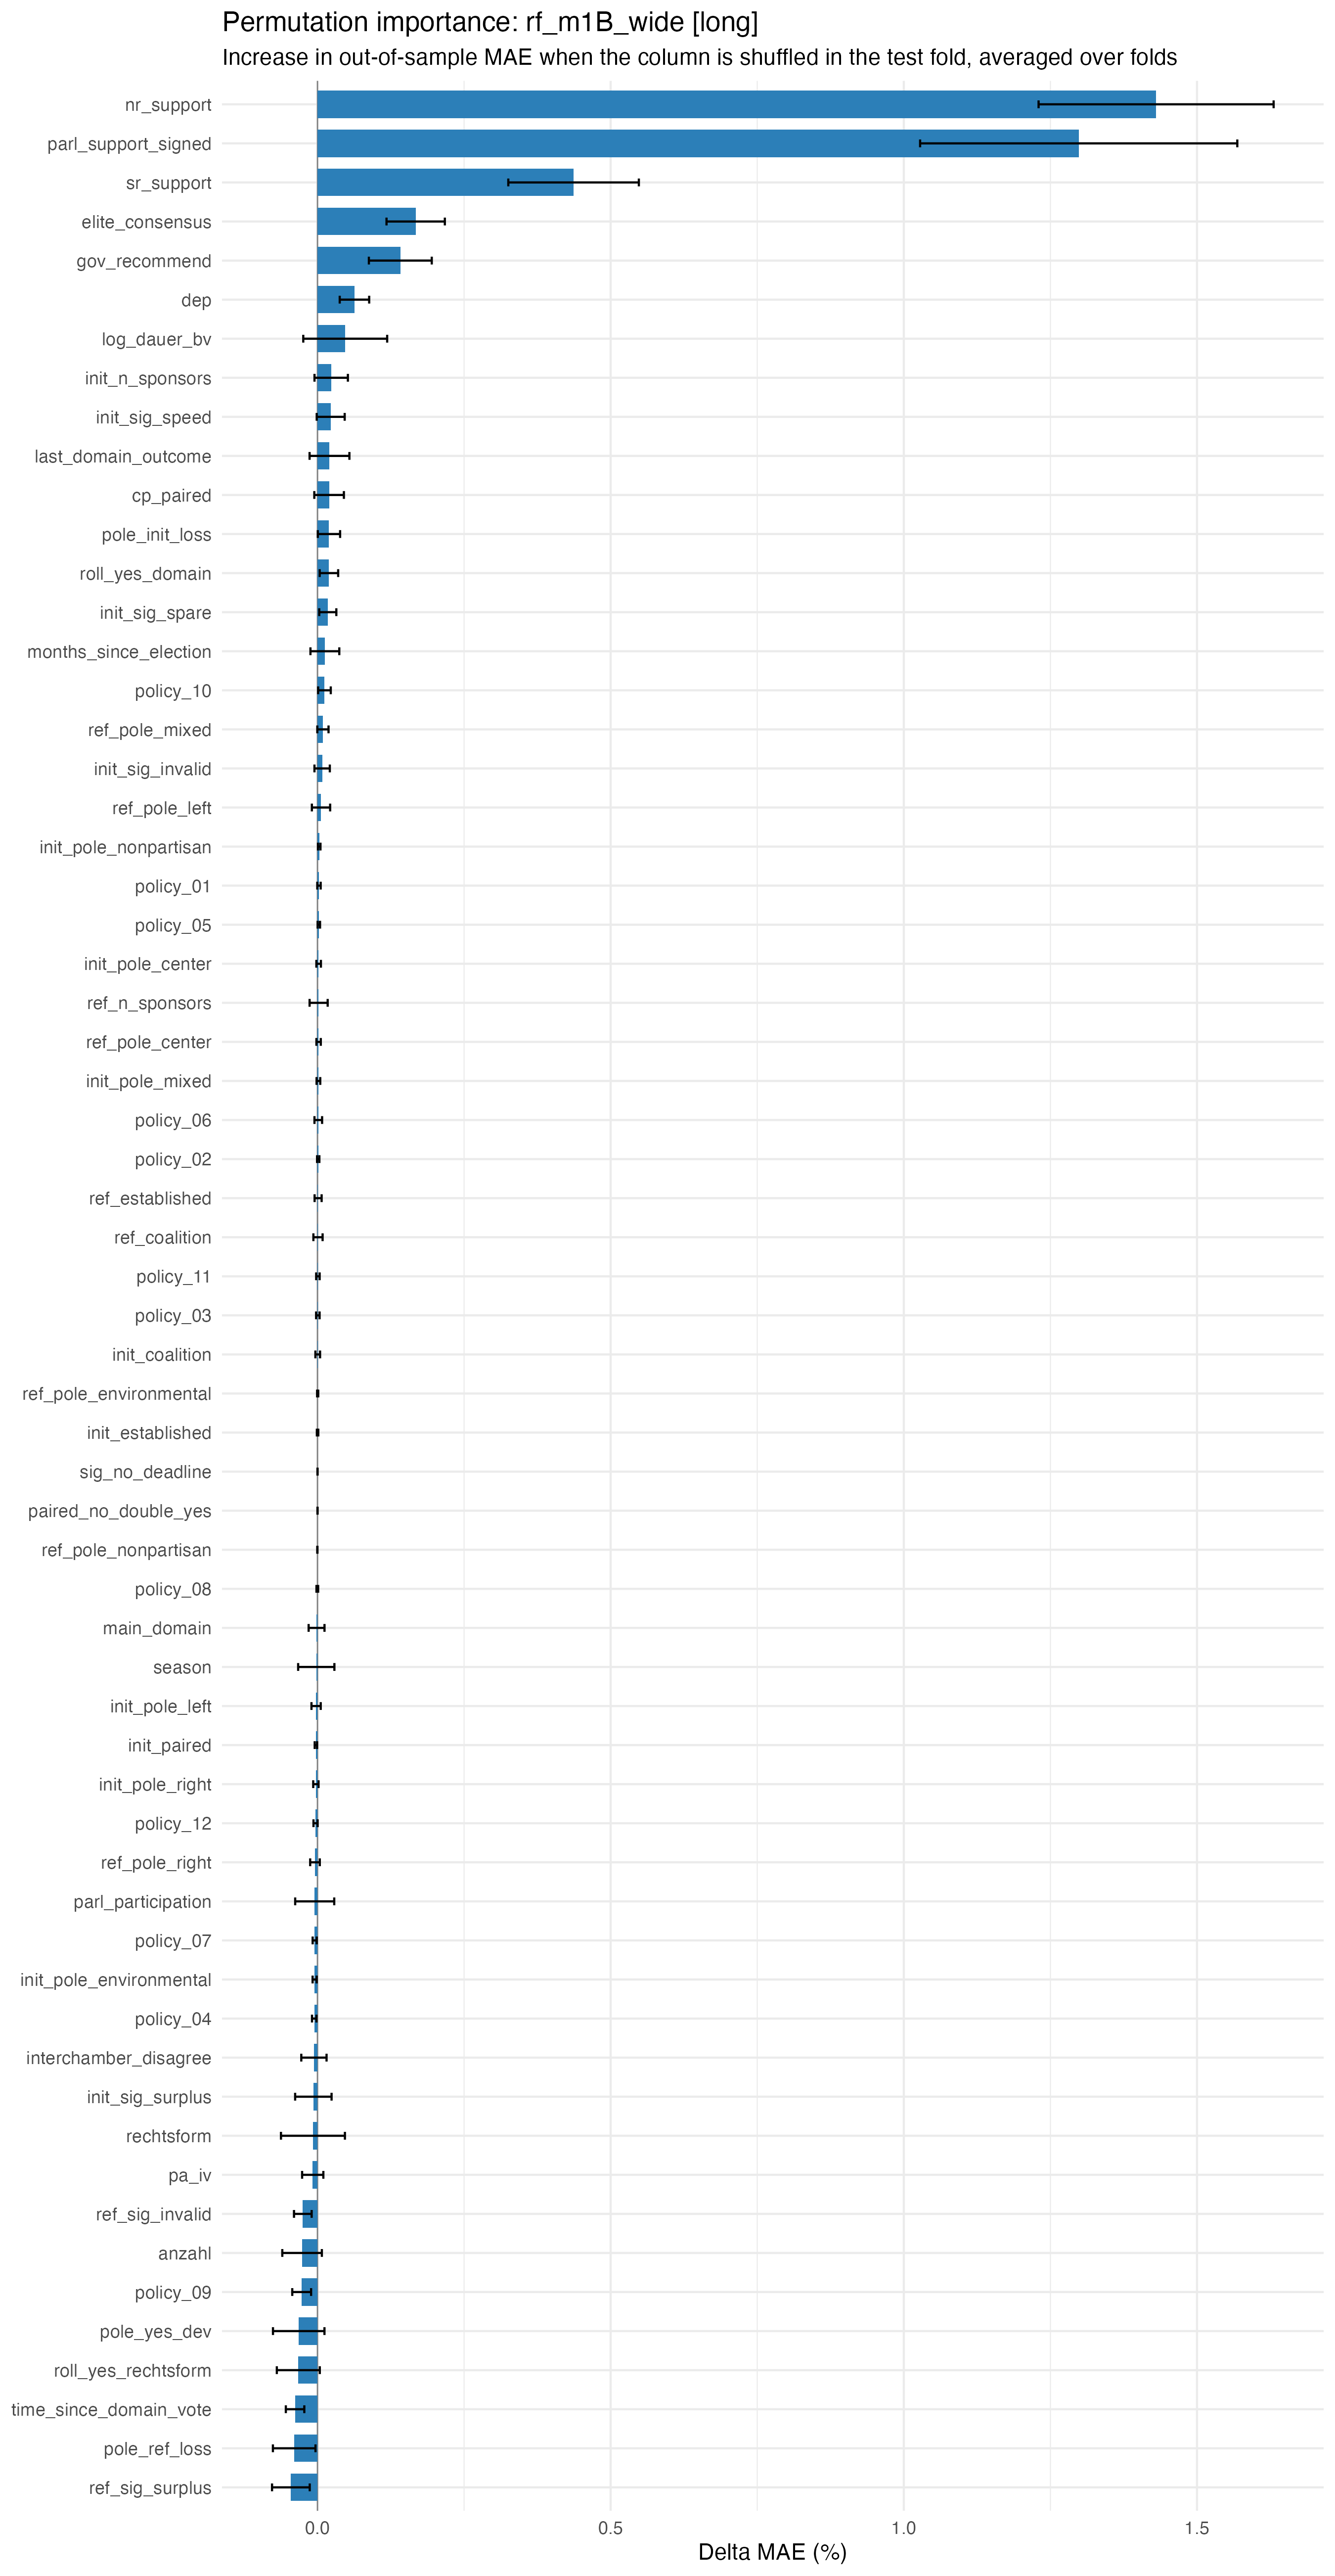 Permutation importance: rf_m1B_wide [long]
Increase in out-of-sample MAE when the column is shuffled in the test fold, averaged over folds
nr_support
parl_support_signed
sr_support
elite_consensus
gov_recommend
dep
log_dauer_bv
init_n_sponsors
init_sig_speed
last_domain_outcome
cp_paired
pole_init_loss
roll_yes_domain
init_sig_spare
months_since_election
policy_10
ref_pole_mixed
init_sig_invalid
ref_pole_left
init_pole_nonpartisan
policy_01
policy_05
init_pole_center
ref_n_sponsors
ref_pole_center
init_pole_mixed
policy_06
policy_02
ref_established
ref_coalition
policy_11
policy_03
init_coalition
ref_pole_environmental
init_established
sig_no_deadline
paired_no_double_yes
ref_pole_nonpartisan
policy_08
main_domain
season
init_pole_left
init_paired
init_pole_right
policy_12
ref_pole_right
parl_participation
policy_07
init_pole_environmental
policy_04
interchamber_disagree
init_sig_surplus
rechtsform
pa_iv
ref_sig_invalid
anzahl
policy_09
pole_yes_dev
roll_yes_rechtsform
time_since_domain_vote
pole_ref_loss
ref_sig_surplus
0.0 0.5 1.0 1.5
Delta MAE (%)